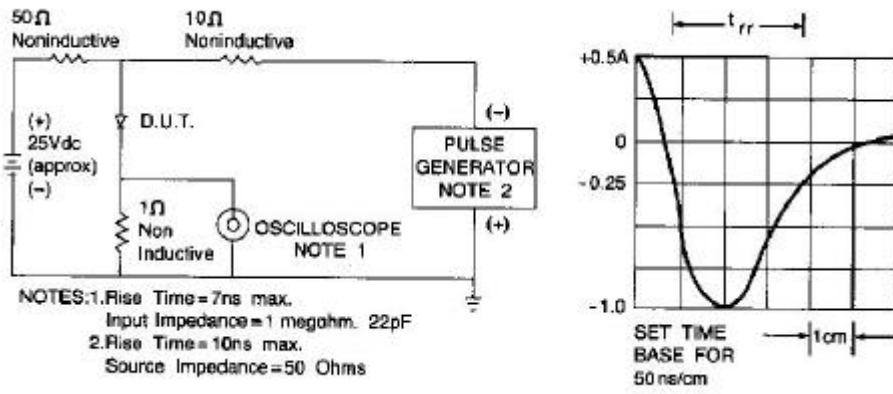 50Ω
Noninductive
10Ω
Noninductive
(+)
25Vdc
(approx)
(-)
D.U.T.
1Ω
Non
Inductive
OSCILLOSCOPE
NOTE 1
(-)
PULSE
GENERATOR
NOTE 2
(+)
NOTES:1.Rise Time=7ns max.
Input Impedance=1 megohm. 22pF
2.Rise Time=10ns max.
Source Impedance=50 Ohms
trr
+0.5A
0
-0.25
-1.0
SET TIME
BASE FOR
50 ns/cm
1cm